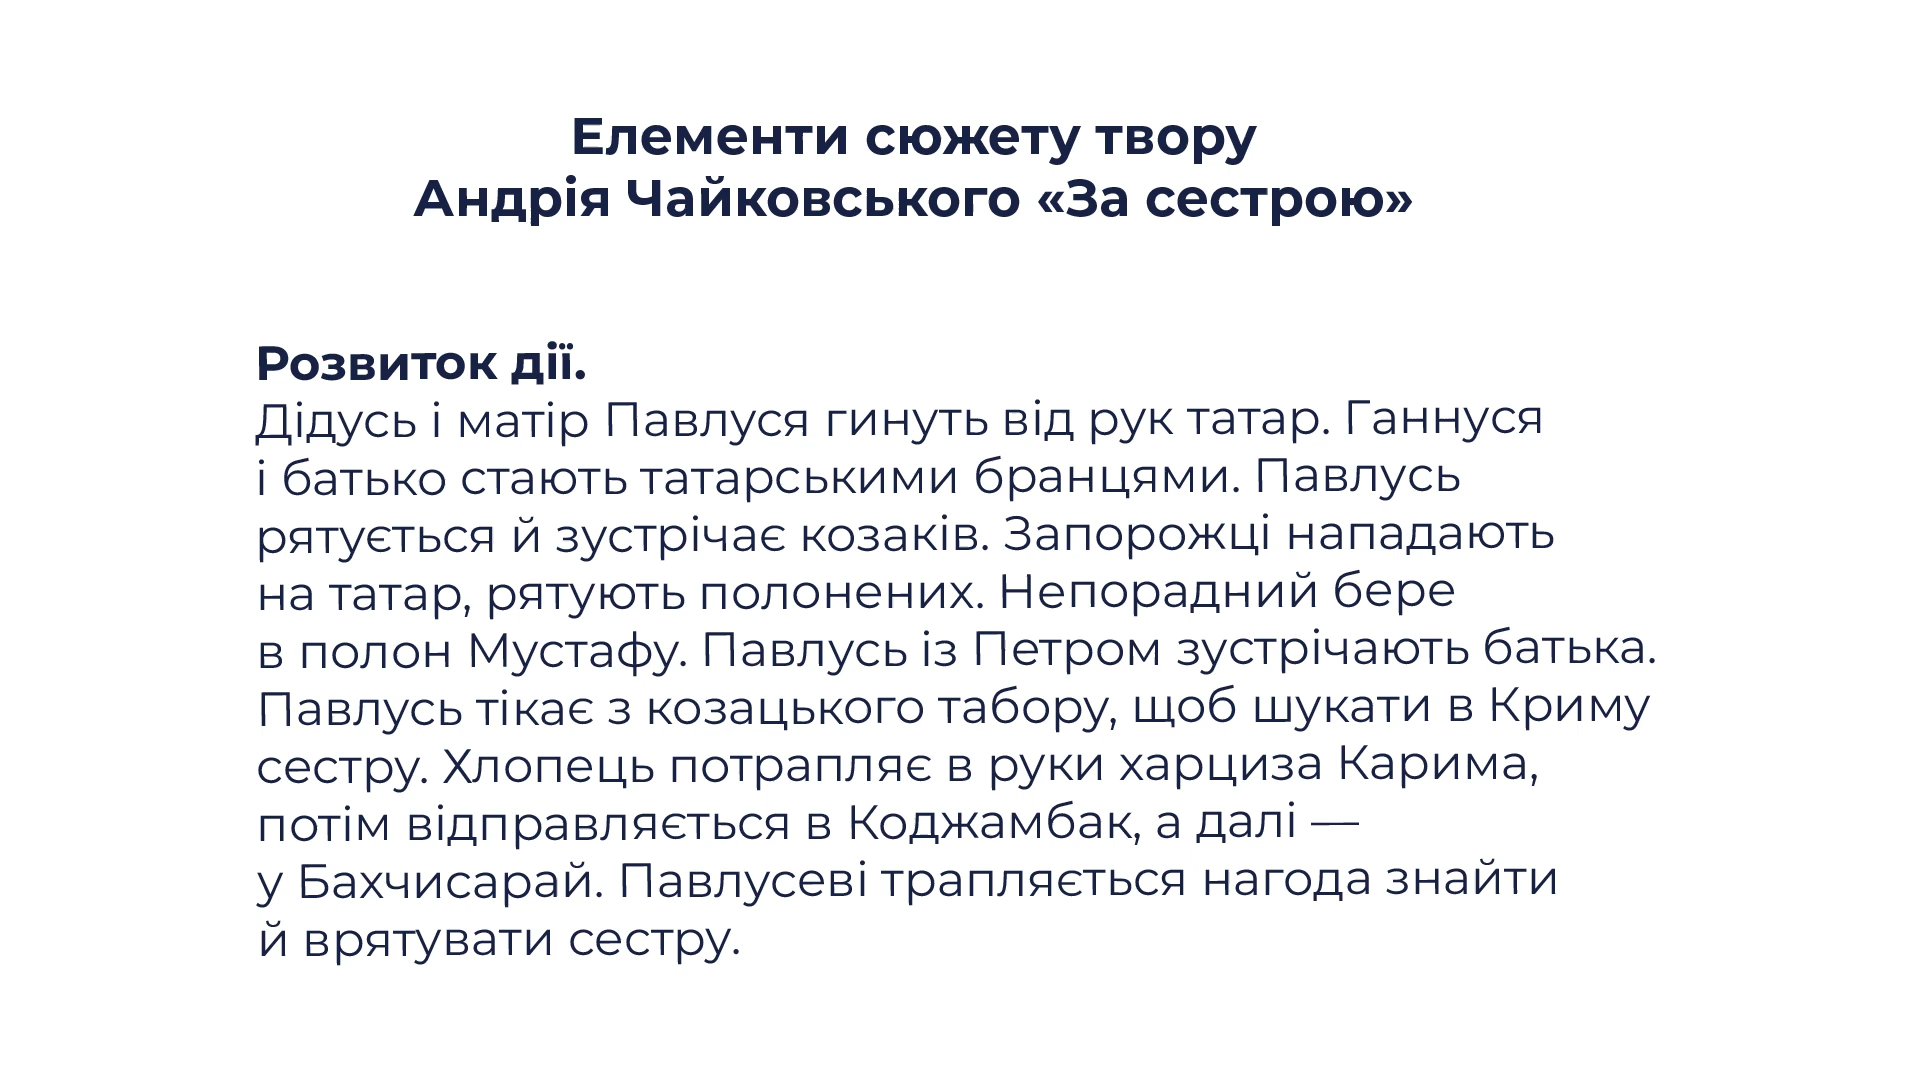 Елементи сюжету твору
Андрія Чайковського «За сестрою»
Розвиток дії.
Дідусь і матір Павлуся гинуть від рук татар. Ганнуся
і батько стають татарськими бранцями. Павлусь
рятується й зустрічає козаків. Запорожці нападають
на татар, рятують полонених. Непорадний бере
в полон Мустафу. Павлусь із Петром зустрічають батька.
Павлусь тікає з козацького табору, щоб шукати в Криму
сестру. Хлопець потрапляє в руки харциза Карима,
потім відправляється в Коджамбак, а далі —
у Бахчисарай. Павлусеві трапляється нагода знайти
й врятувати сестру.